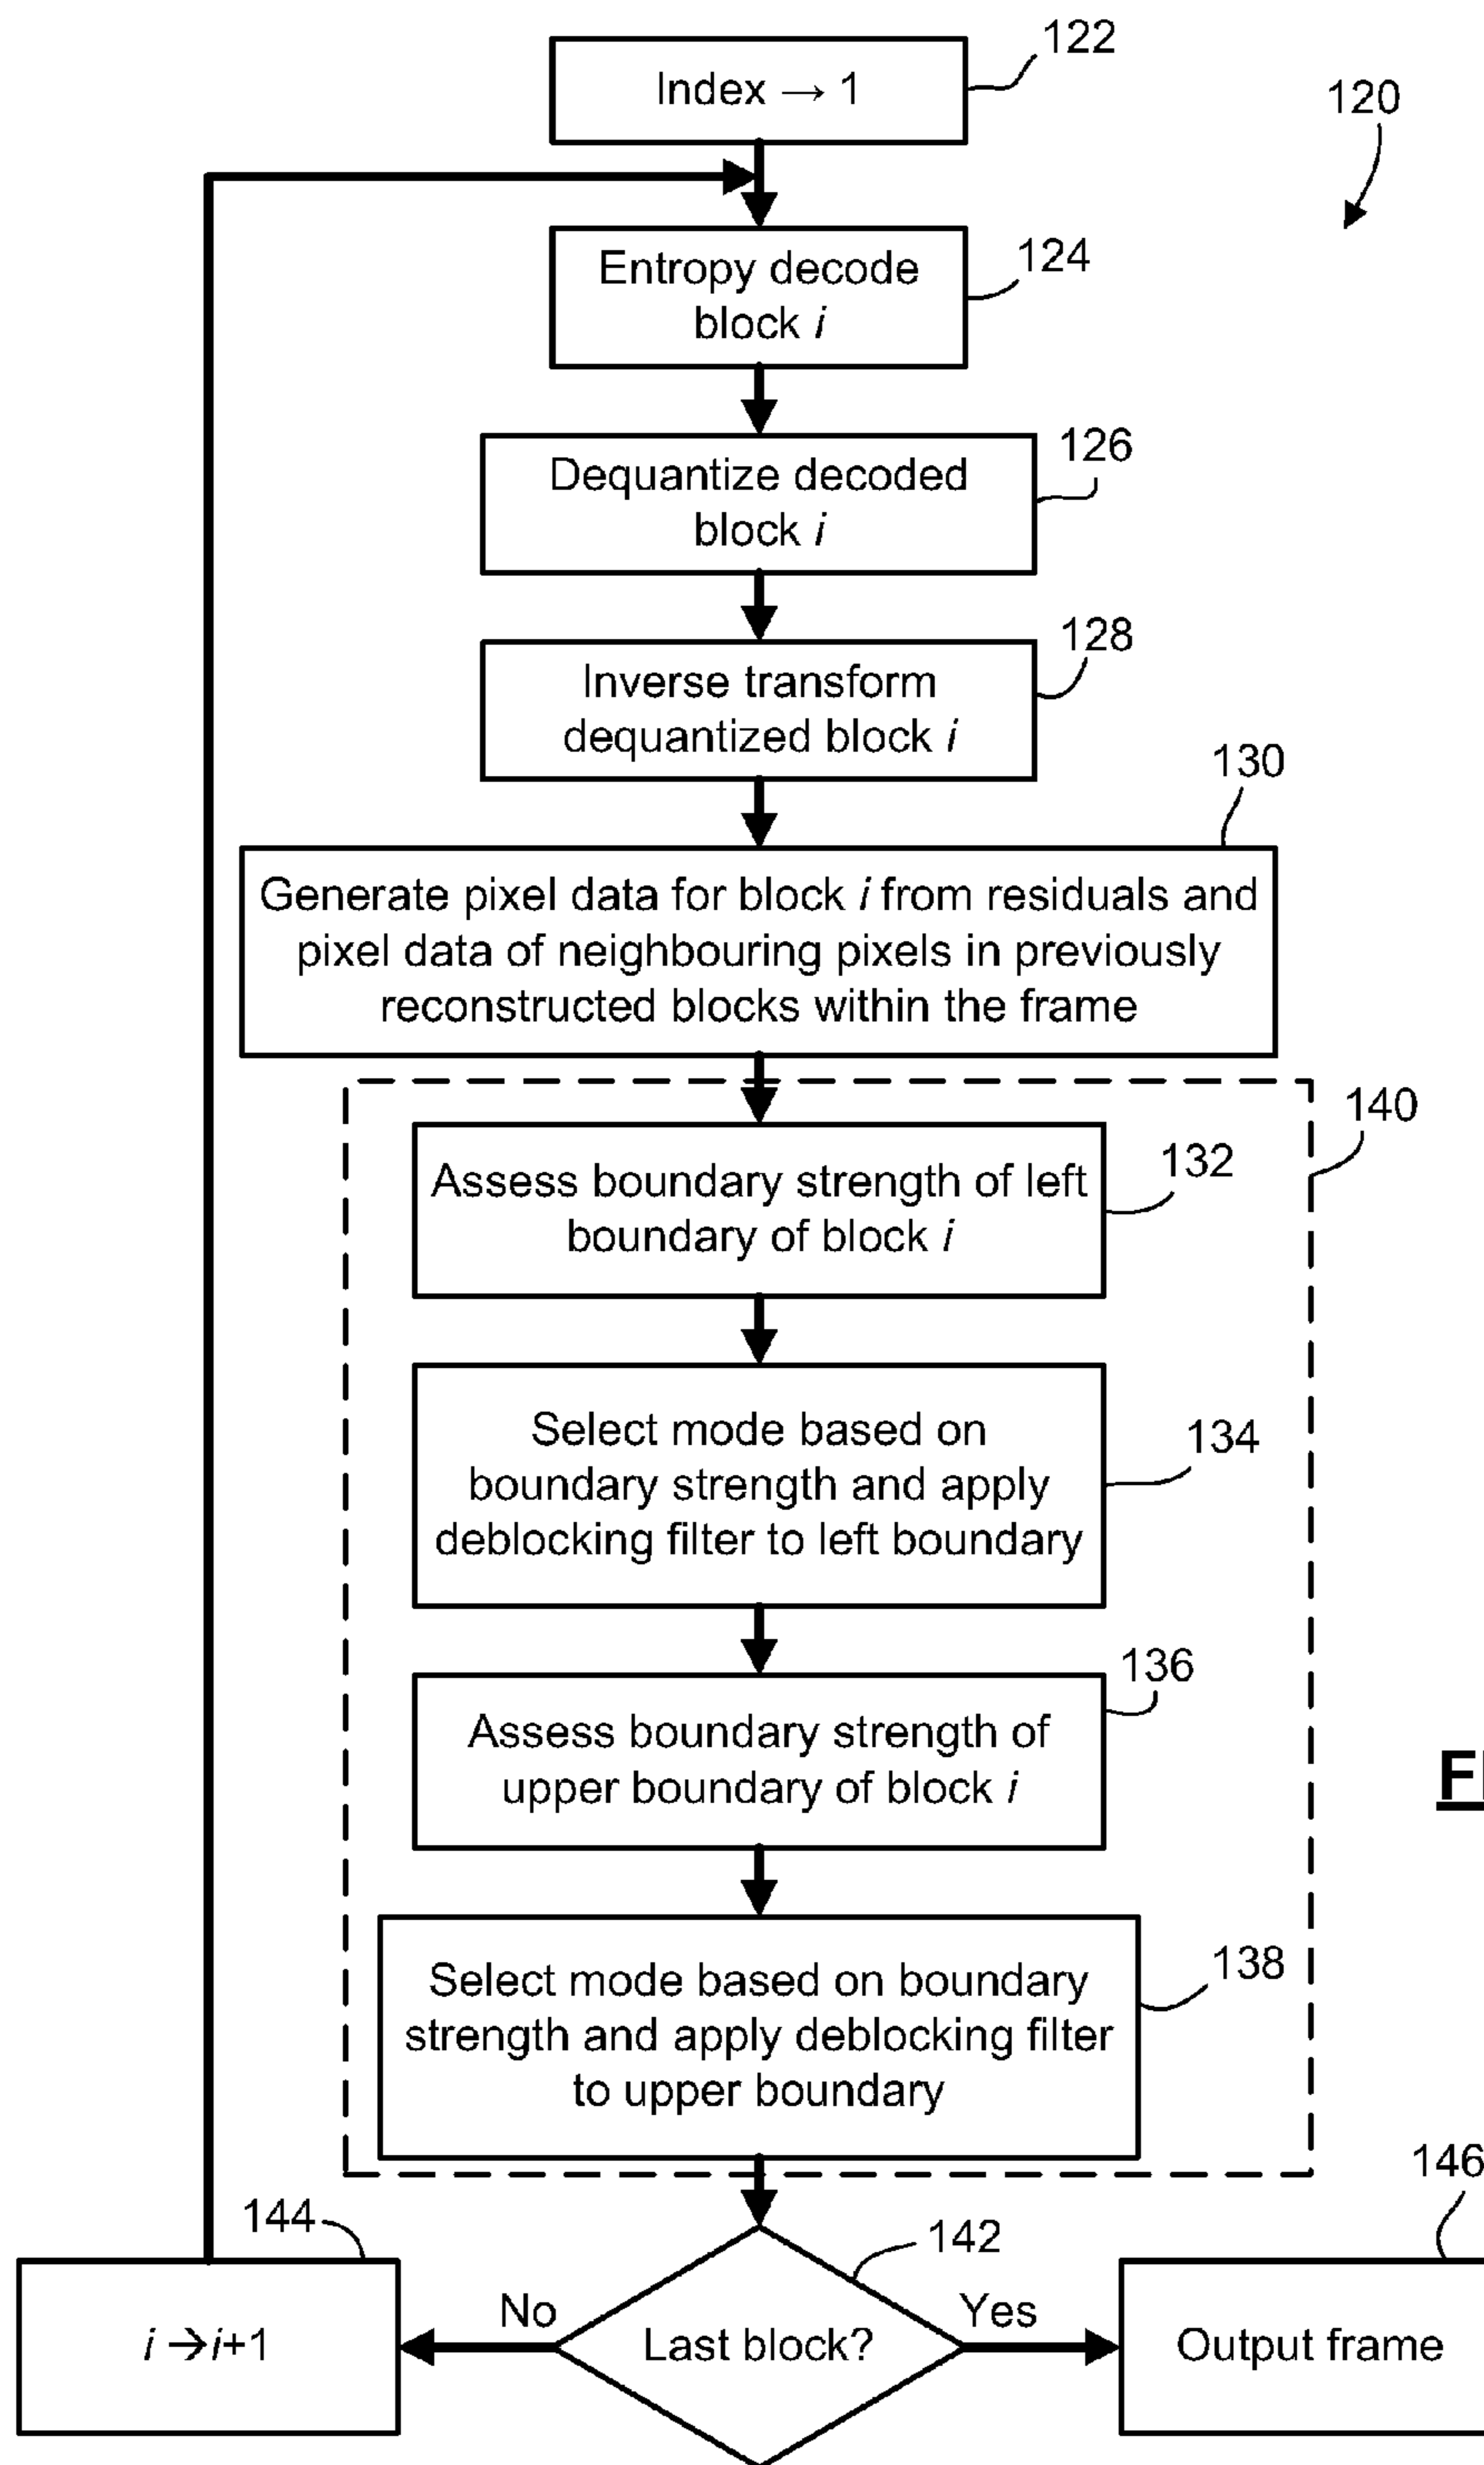 122
Index → 1
120
124
Entropy decode
block i
126
Dequantize decoded
block i
128
Inverse transform
dequantized block i
130
Generate pixel data for block i from residuals and
pixel data of neighbouring pixels in previously
reconstructed blocks within the frame
140
132
Assess boundary strength of left
boundary of block i
134
Select mode based on
boundary strength and apply
deblocking filter to left boundary
136
Assess boundary strength of
upper boundary of block i
138
Select mode based on boundary
strength and apply deblocking filter
to upper boundary
146
144
142
No
Yes
i →i+1
Last block?
Output frame